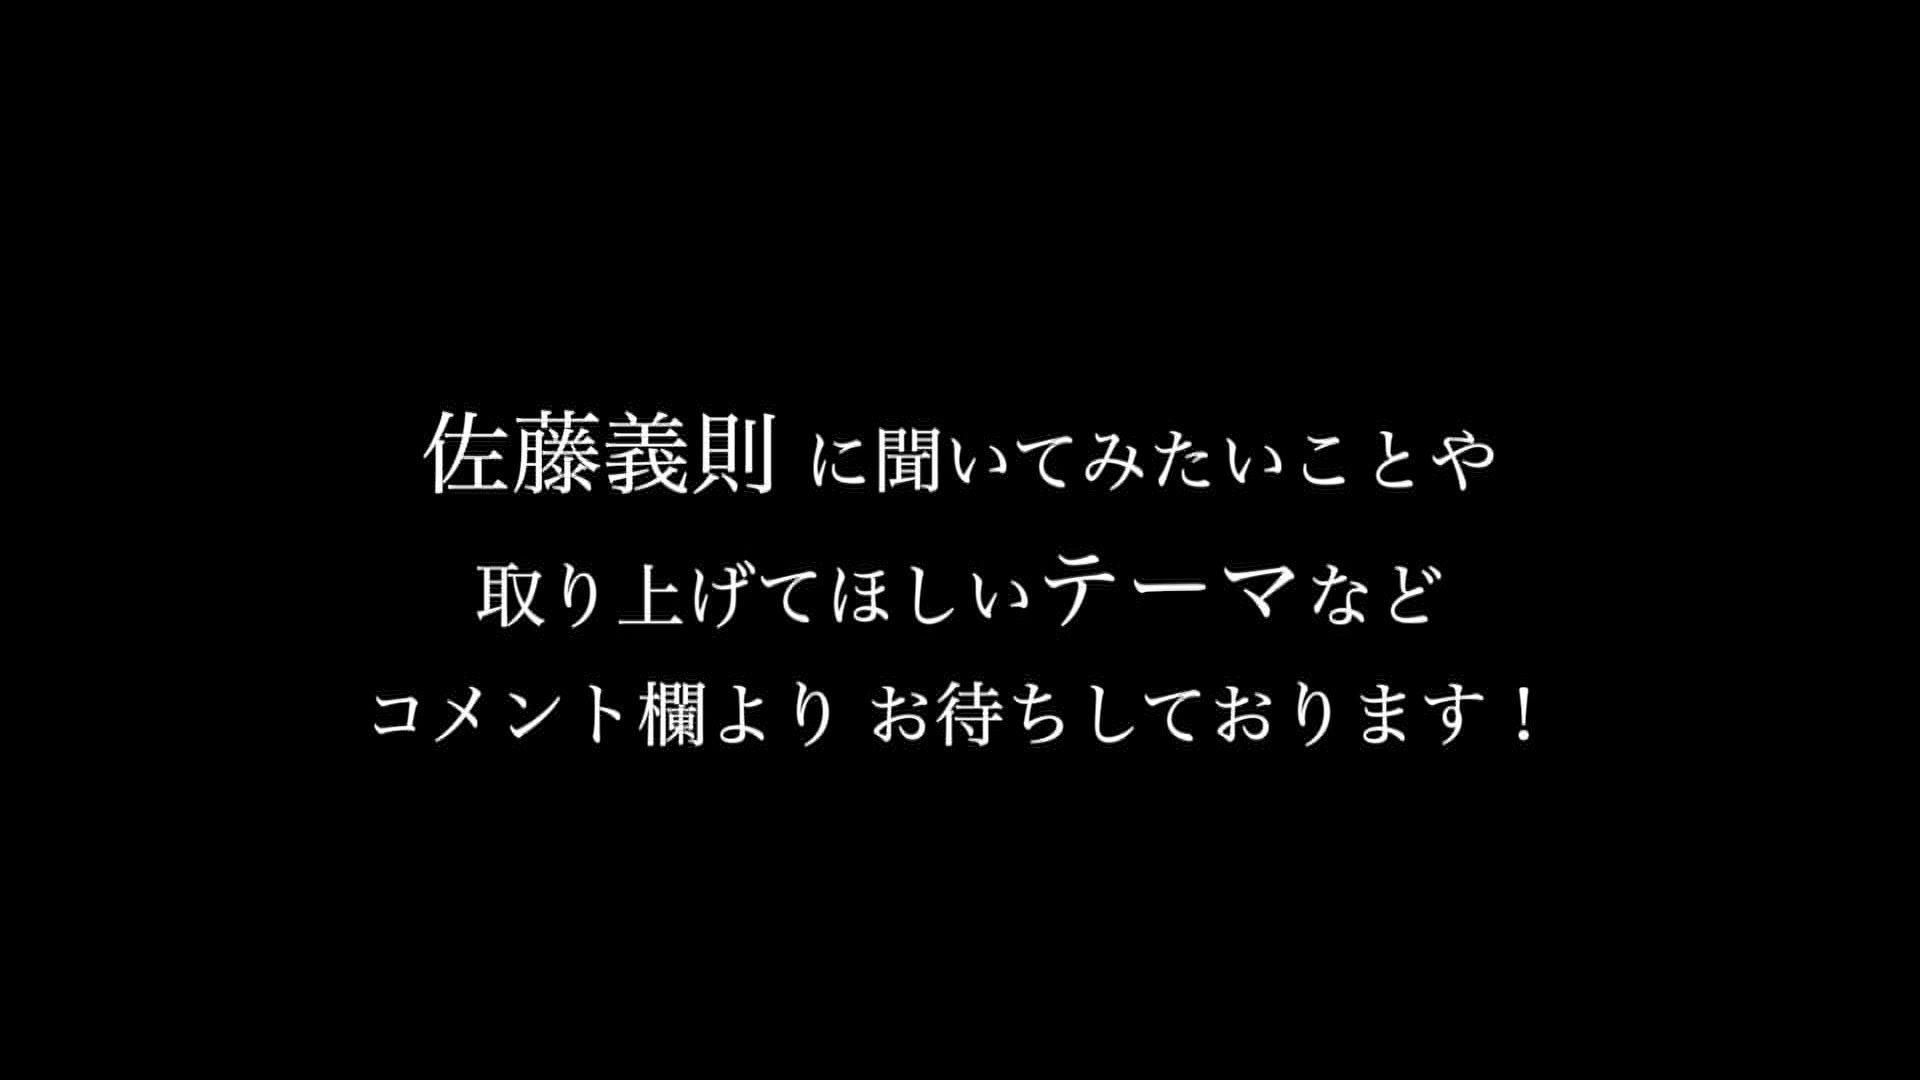 佐藤義則 に聞いてみたいことや
取り上げてほしいテーマなど
コメント欄より お待ちしております！